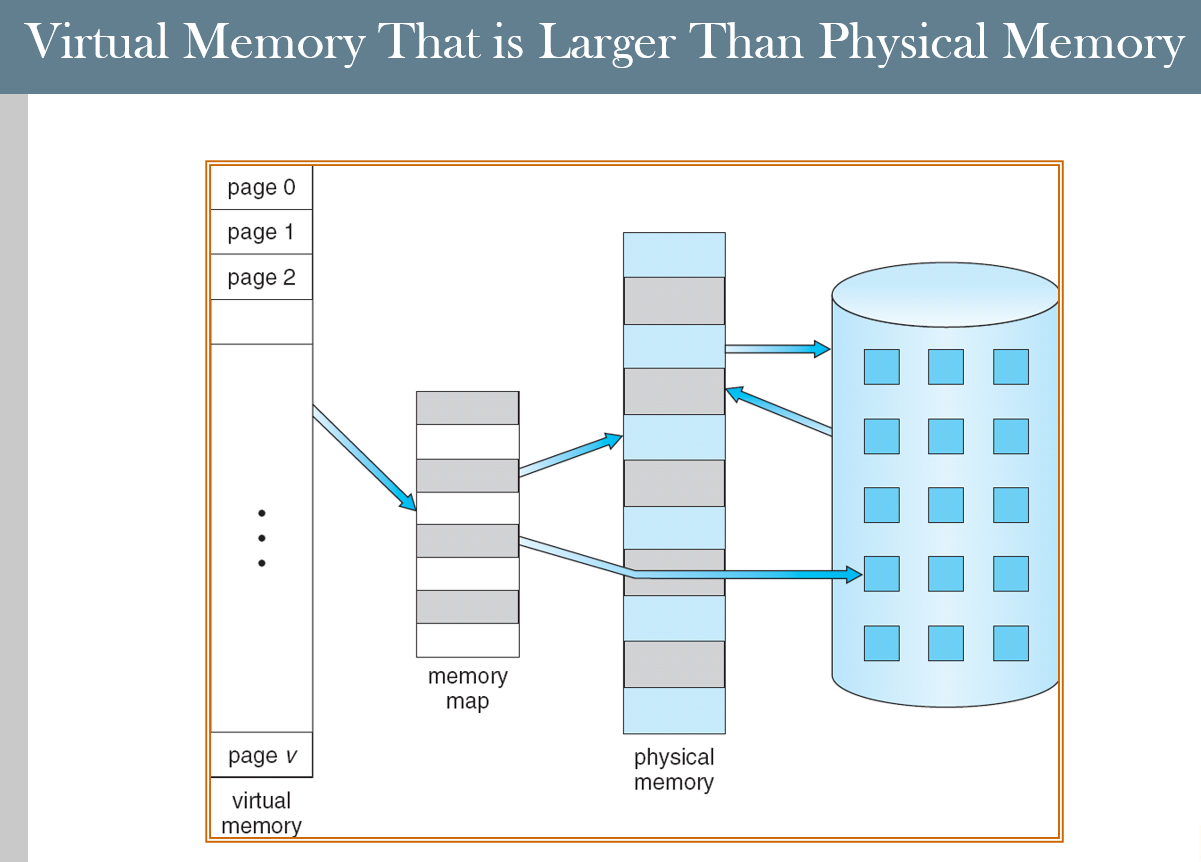 Virtual Memory That is Larger Than Physical Memory
page 0
page 1
page 2
page v
virtual
memory
memory
map
physical
memory